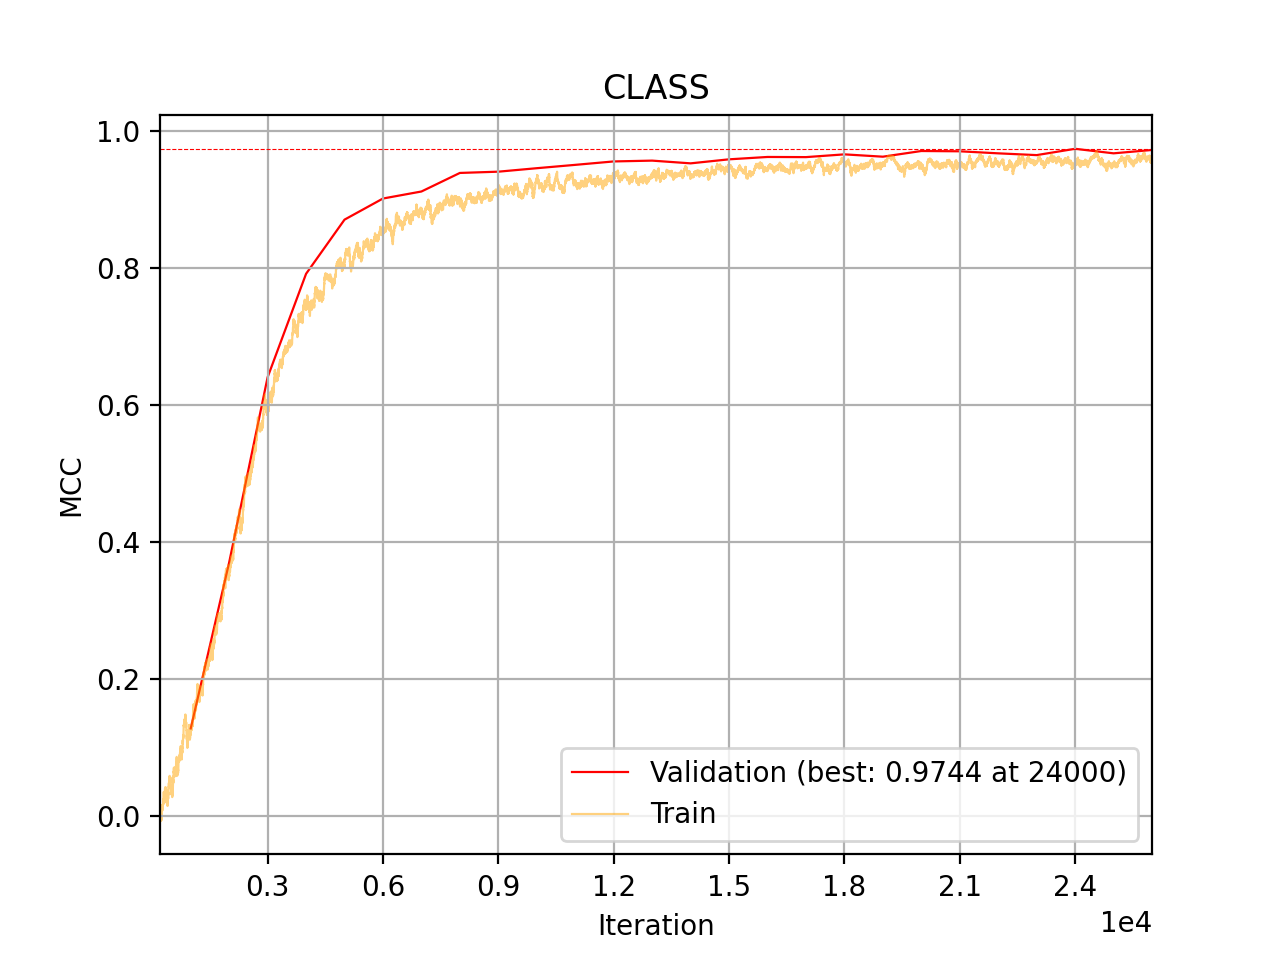 CLASS
1.0
0.8
0.6
0.4
0.2
0.0
MCC
Validation (best: 0.9744 at 24000)
Train
0.3 0.6 0.9 1.2 1.5 1.8 2.1 2.4
1e4
Iteration